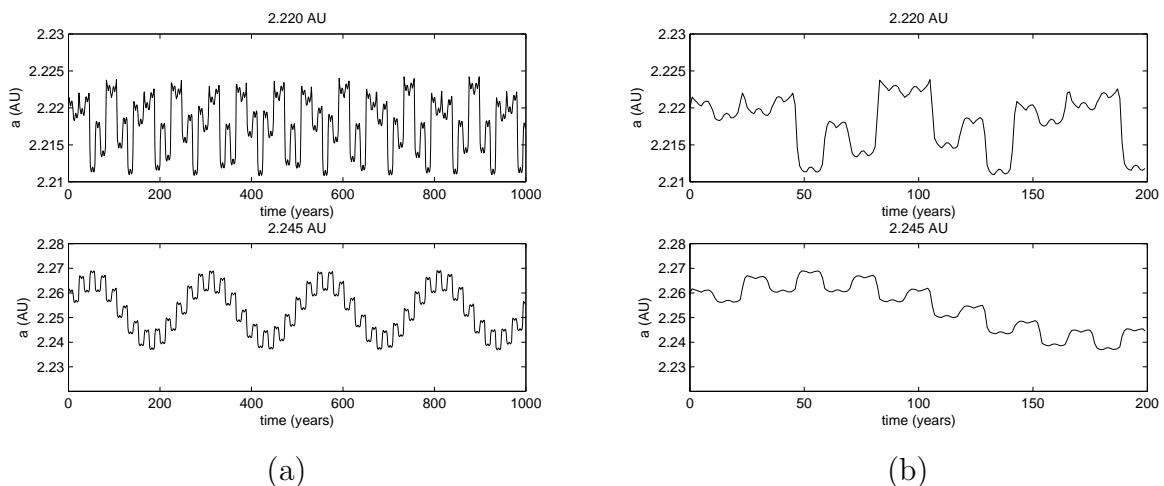 2.220 AU
2.23
2.225
2.22
2.215
2.21
a (AU)
0 200 400 600 800 1000
time (years)
2.245 AU
2.28
2.27
2.26
2.25
2.24
2.23
a (AU)
0 200 400 600 800 1000
time (years)
(a)
2.220 AU
2.23
2.225
2.22
2.215
2.21
a (AU)
0 50 100 150 200
time (years)
2.245 AU
2.28
2.27
2.26
2.25
2.24
2.23
a (AU)
0 50 100 150 200
time (years)
(b)